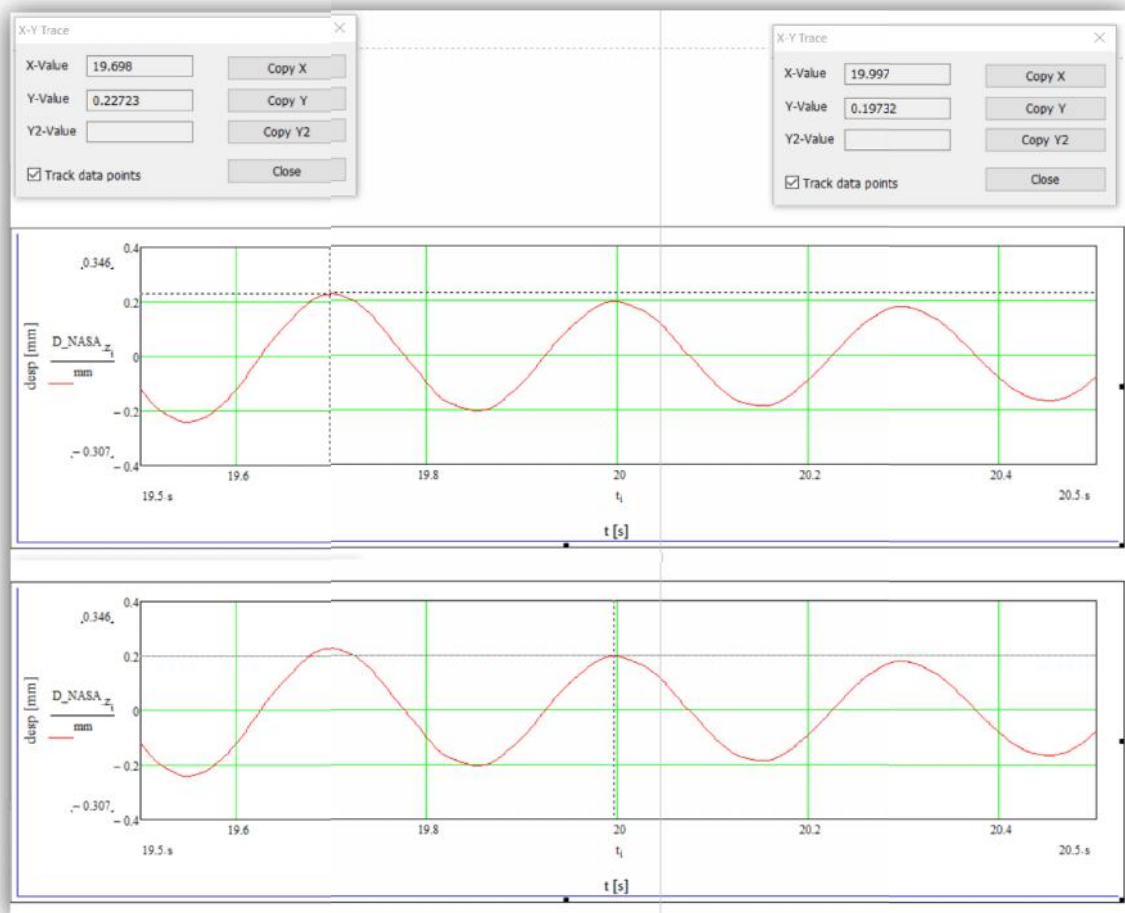 X-Y Trace
X-Value 19.698 Copy X
Y-Value 0.22723 Copy Y
Y2-Value Copy Y2
Track data points Close
X-Y Trace
X-Value 19.997 Copy X
Y-Value 0.19732 Copy Y
Y2-Value Copy Y2
Track data points Close
0.4
0.346
0.2
D_NASA_z_i
mm
desp [mm]
0
-0.2
-0.307
-0.4
19.6 19.8 20 20.2 20.4
19.5·s t_i 20.5·s
t [s]
0.4
0.346
0.2
D_NASA_z_i
mm
desp [mm]
0
-0.2
-0.307
-0.4
19.6 19.8 20 20.2 20.4
19.5·s t_i 20.5·s
t [s]